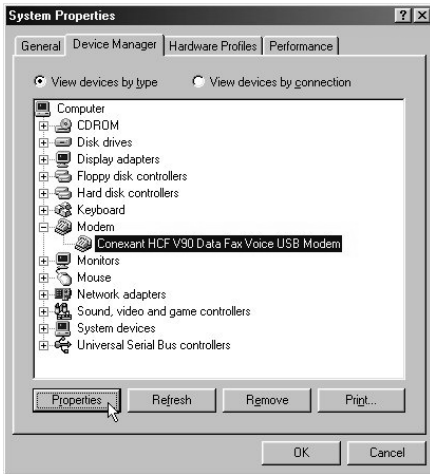 System Properties
General Device Manager Hardware Profiles Performance
View devices by type View devices by connection
Computer
CDROM
Disk drives
Display adapters
Floppy disk controllers
Hard disk controllers
Keyboard
Modem
Conexant HCF V90 Data Fax Voice USB Modem
Monitors
Mouse
Network adapters
Sound, video and game controllers
System devices
Universal Serial Bus controllers
Properties Refresh Remove Print...
OK Cancel